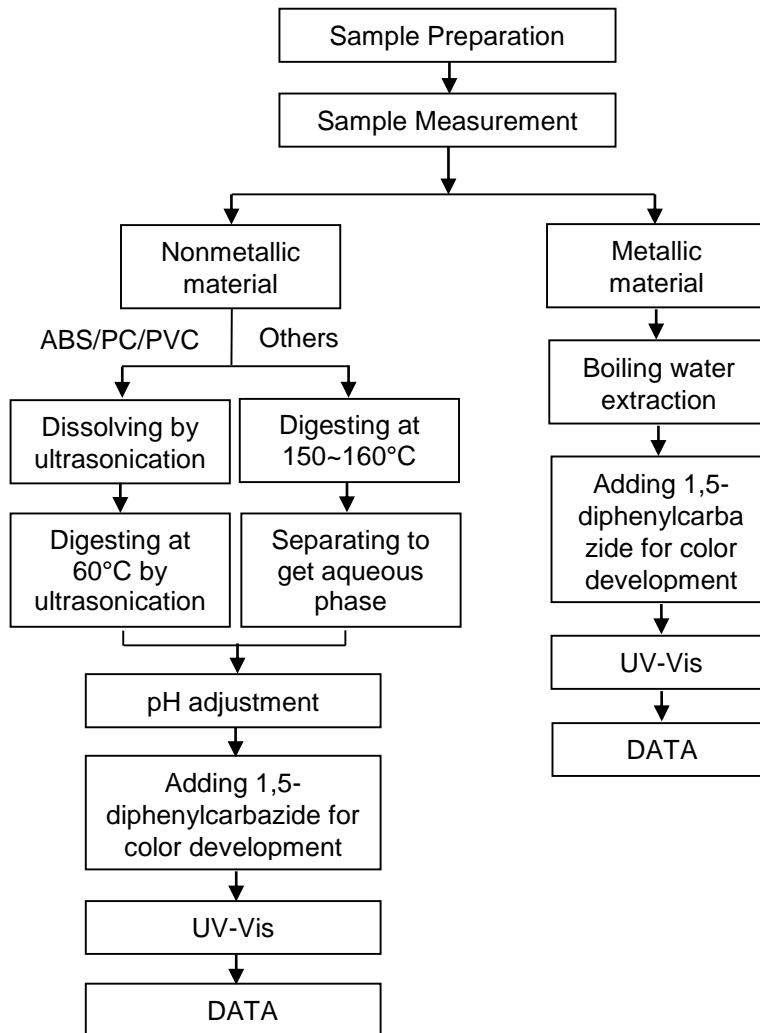 Sample Preparation
Sample Measurement
Nonmetallic
material
ABS/PC/PVC
Others
Dissolving by
ultrasonication
Digesting at
150~160°C
Digesting at
60°C by
ultrasonication
Separating to
get aqueous
phase
pH adjustment
Adding 1,5-
diphenylcarbazide for
color development
UV-Vis
DATA
Metallic
material
Boiling water
extraction
Adding 1,5-
diphenylcarba
zide for color
development
UV-Vis
DATA